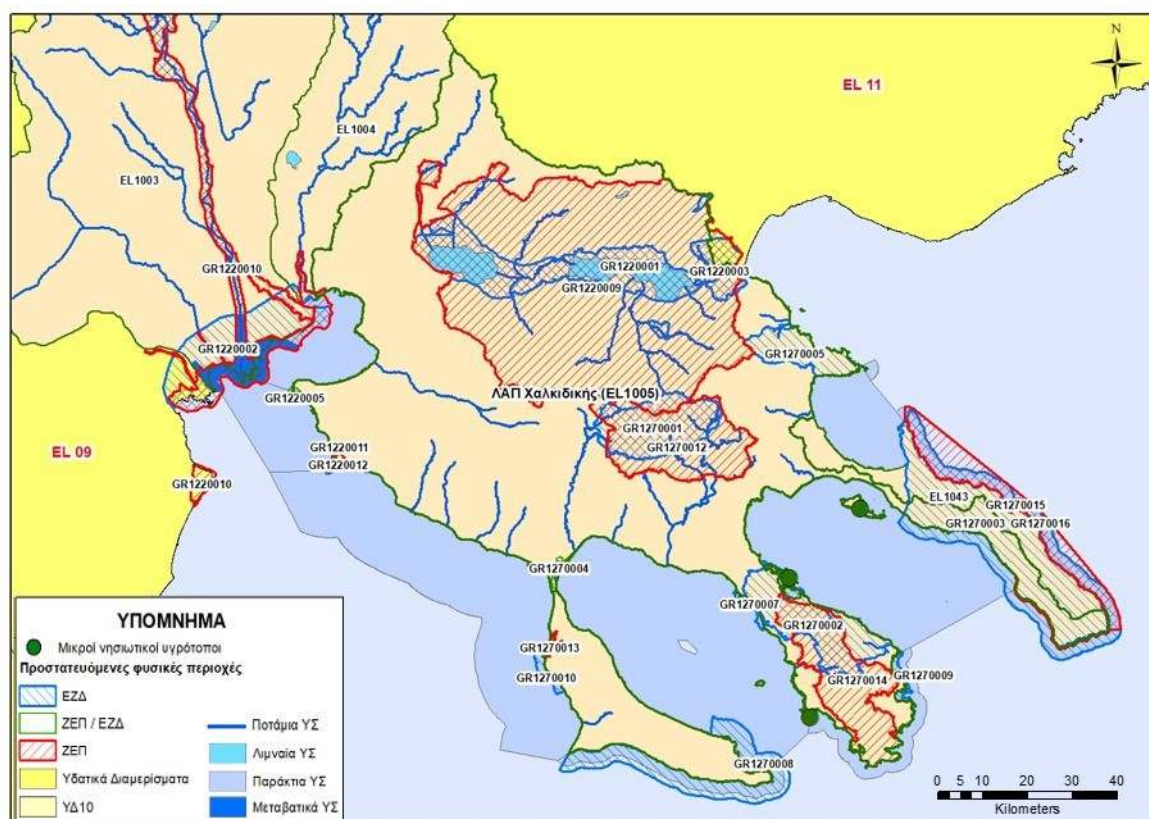 N
EL 11
EL1004
EL1003
GR1220010
GR1220001
GR1220003
GR1220009
GR1220002
GR1270005
GR1220005
ΛΑΠ Χαλκιδικής (EL1005)
GR1270001
GR1220011
GR1270012
EL 09
GR1220012
GR1220010
EL1043
GR1270015
GR1270003
GR1270016
GR1270004
GR1270007
GR1270002
GR1270013
GR1270014
GR1270009
GR1270010
GR1270008
ΥΠΟΜΝΗΜΑ
Μικροί νησιωτικοί υγρότοποι
Προστατευόμενες φυσικές περιοχές
ΕΖΔ
ΖΕΠ / ΕΖΔ
ΖΕΠ
Υδατικά Διαμερίσματα
ΥΔ10
Ποτάμια ΥΣ
Λιμναία ΥΣ
Παράκτια ΥΣ
Μεταβατικά ΥΣ
0 5 10 20 30 40
Kilometers